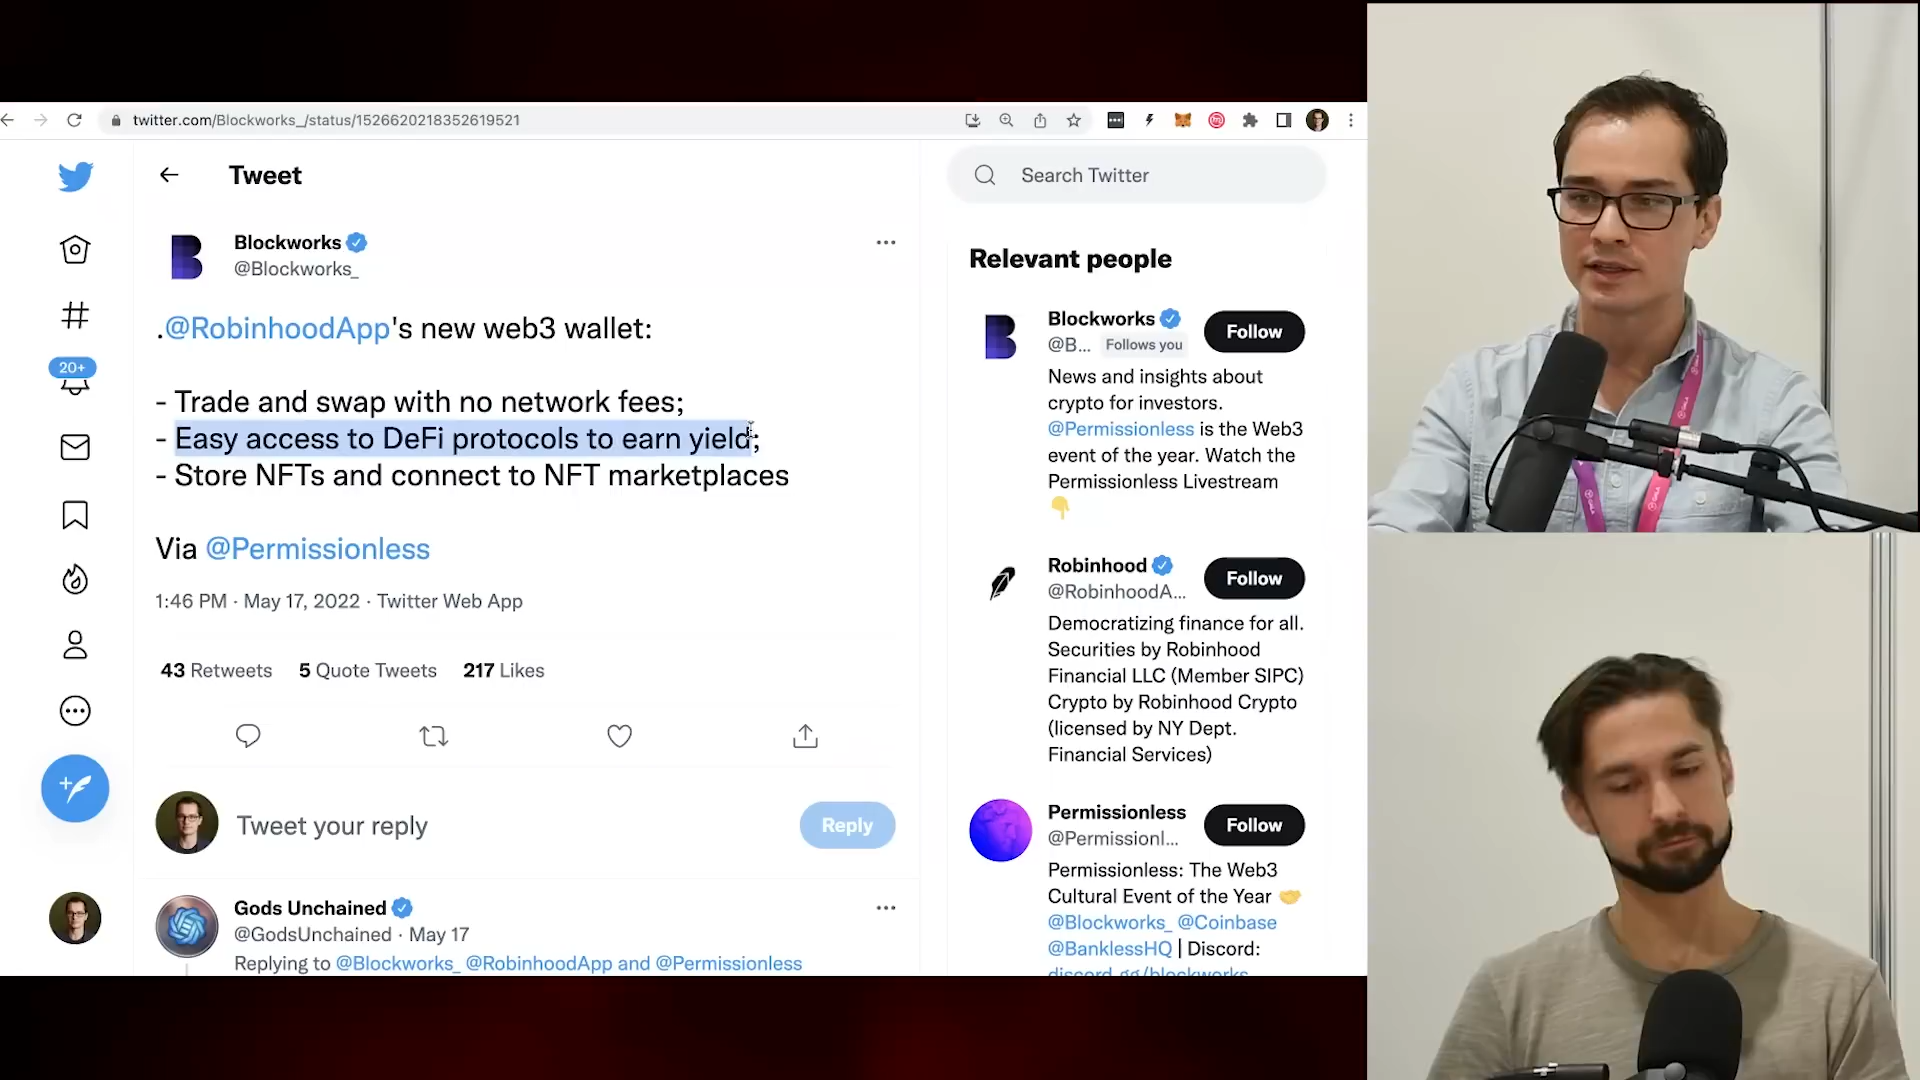 twitter.com/Blockworks_/status/1526620218352619521
Tweet
Search Twitter
Blockworks
@Blockworks_
.@RobinhoodApp's new web3 wallet:
- Trade and swap with no network fees;
- Easy access to DeFi protocols to earn yield;
- Store NFTs and connect to NFT marketplaces
Via @Permissionless
1:46 PM · May 17, 2022 · Twitter Web App
43 Retweets 5 Quote Tweets 217 Likes
20+
Tweet your reply
Reply
Gods Unchained
@GodsUnchained · May 17
Replying to @Blockworks_ @RobinhoodApp and @Permissionless
Relevant people
Blockworks
@B... Follows you
Follow
News and insights about
crypto for investors.
@Permissionless is the Web3
event of the year. Watch the
Permissionless Livestream
Robinhood
@RobinhoodA...
Follow
Democratizing finance for all.
Securities by Robinhood
Financial LLC (Member SIPC)
Crypto by Robinhood Crypto
(licensed by NY Dept.
Financial Services)
Permissionless
@Permissionl...
Follow
Permissionless: The Web3
Cultural Event of the Year
@Blockworks_ @Coinbase
@BanklessHQ | Discord:
discord.gg/blockworks
GALA
GALA